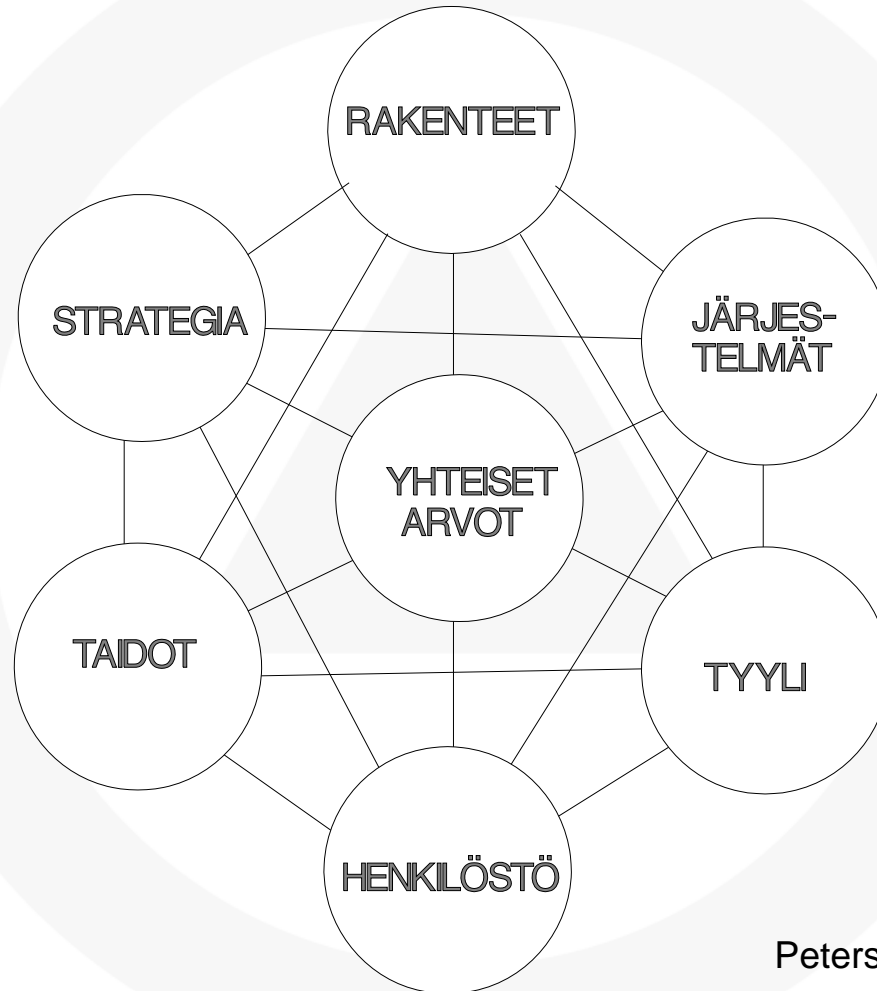 RAKENTEET
STRATEGIA
JÄRJES-
TELMÄT
YHTEISET
ARVOT
TAIDOT
TYYLI
HENKILÖSTÖ
Peters